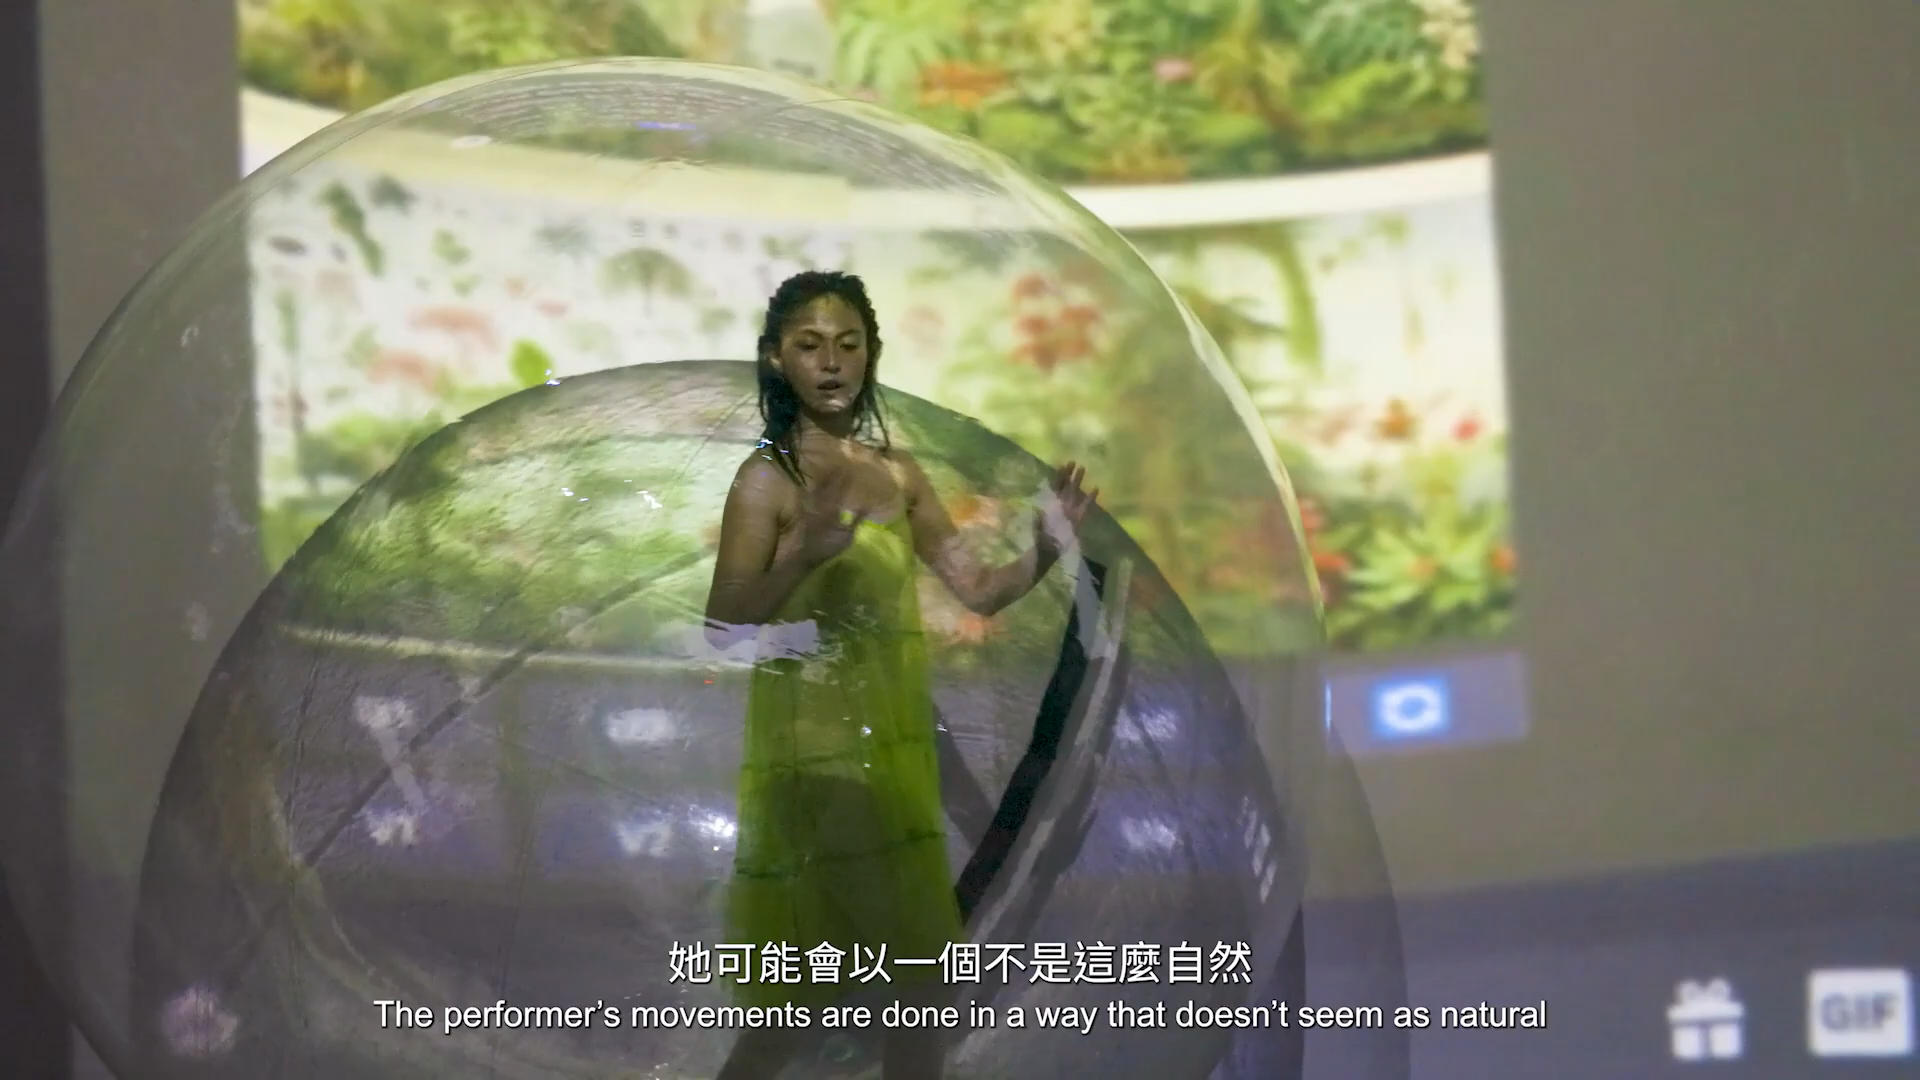 她可能會以一個不是這麼自然
The performer’s movements are done in a way that doesn’t seem as natural
GIF